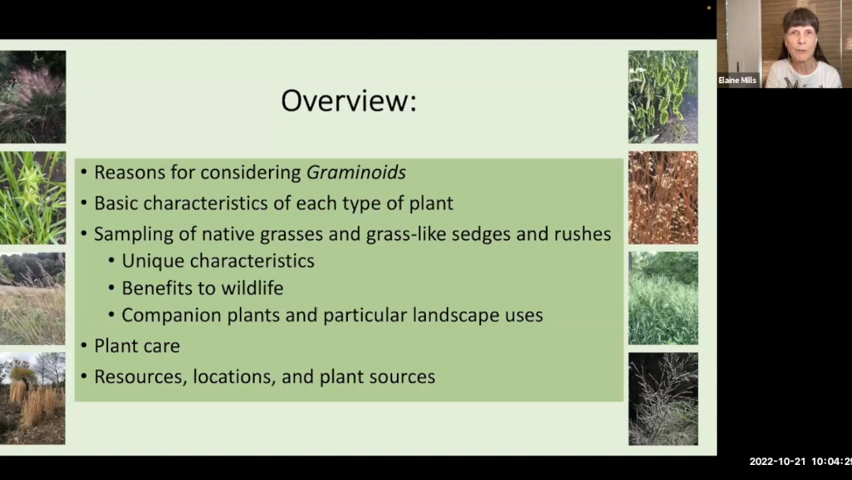 Elaine Mills
Overview:
• Reasons for considering Graminoids
• Basic characteristics of each type of plant
• Sampling of native grasses and grass-like sedges and rushes
• Unique characteristics
• Benefits to wildlife
• Companion plants and particular landscape uses
• Plant care
• Resources, locations, and plant sources
2022-10-21 10:04:29